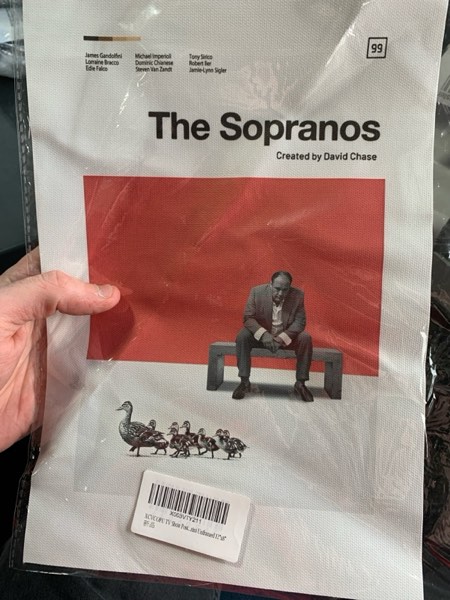 James Gandolfini
Lorraine Bracco
Edie Falco
Michael Imperioli
Dominic Chianese
Steven Van Zandt
Tony Sirico
Robert Iler
Jamie-Lynn Sigler
99
The Sopranos
Created by David Chase